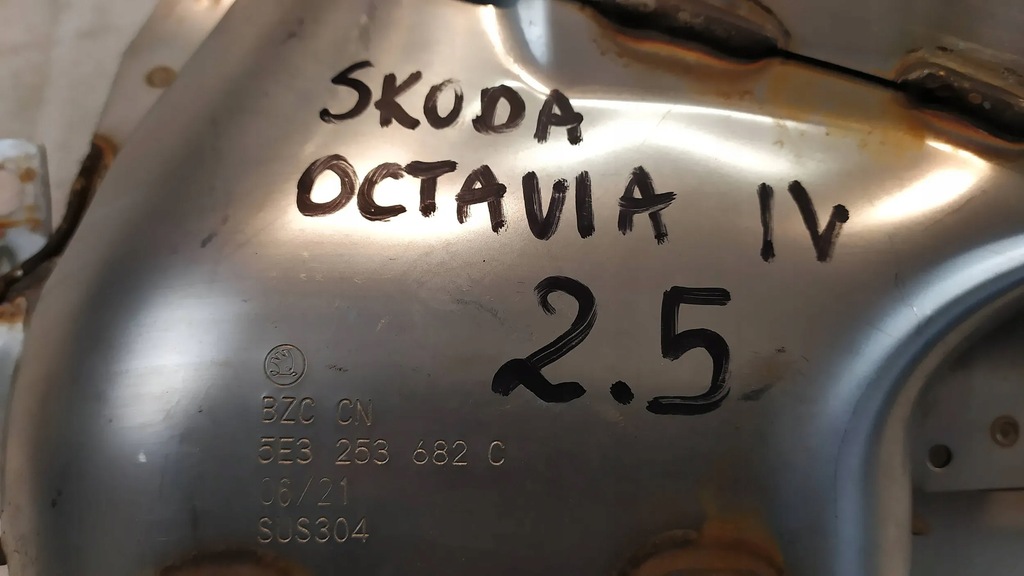 SKODA
OCTAVIA IV
2.5
BZC CN
5E3 253 682 C
06/21
SUS304